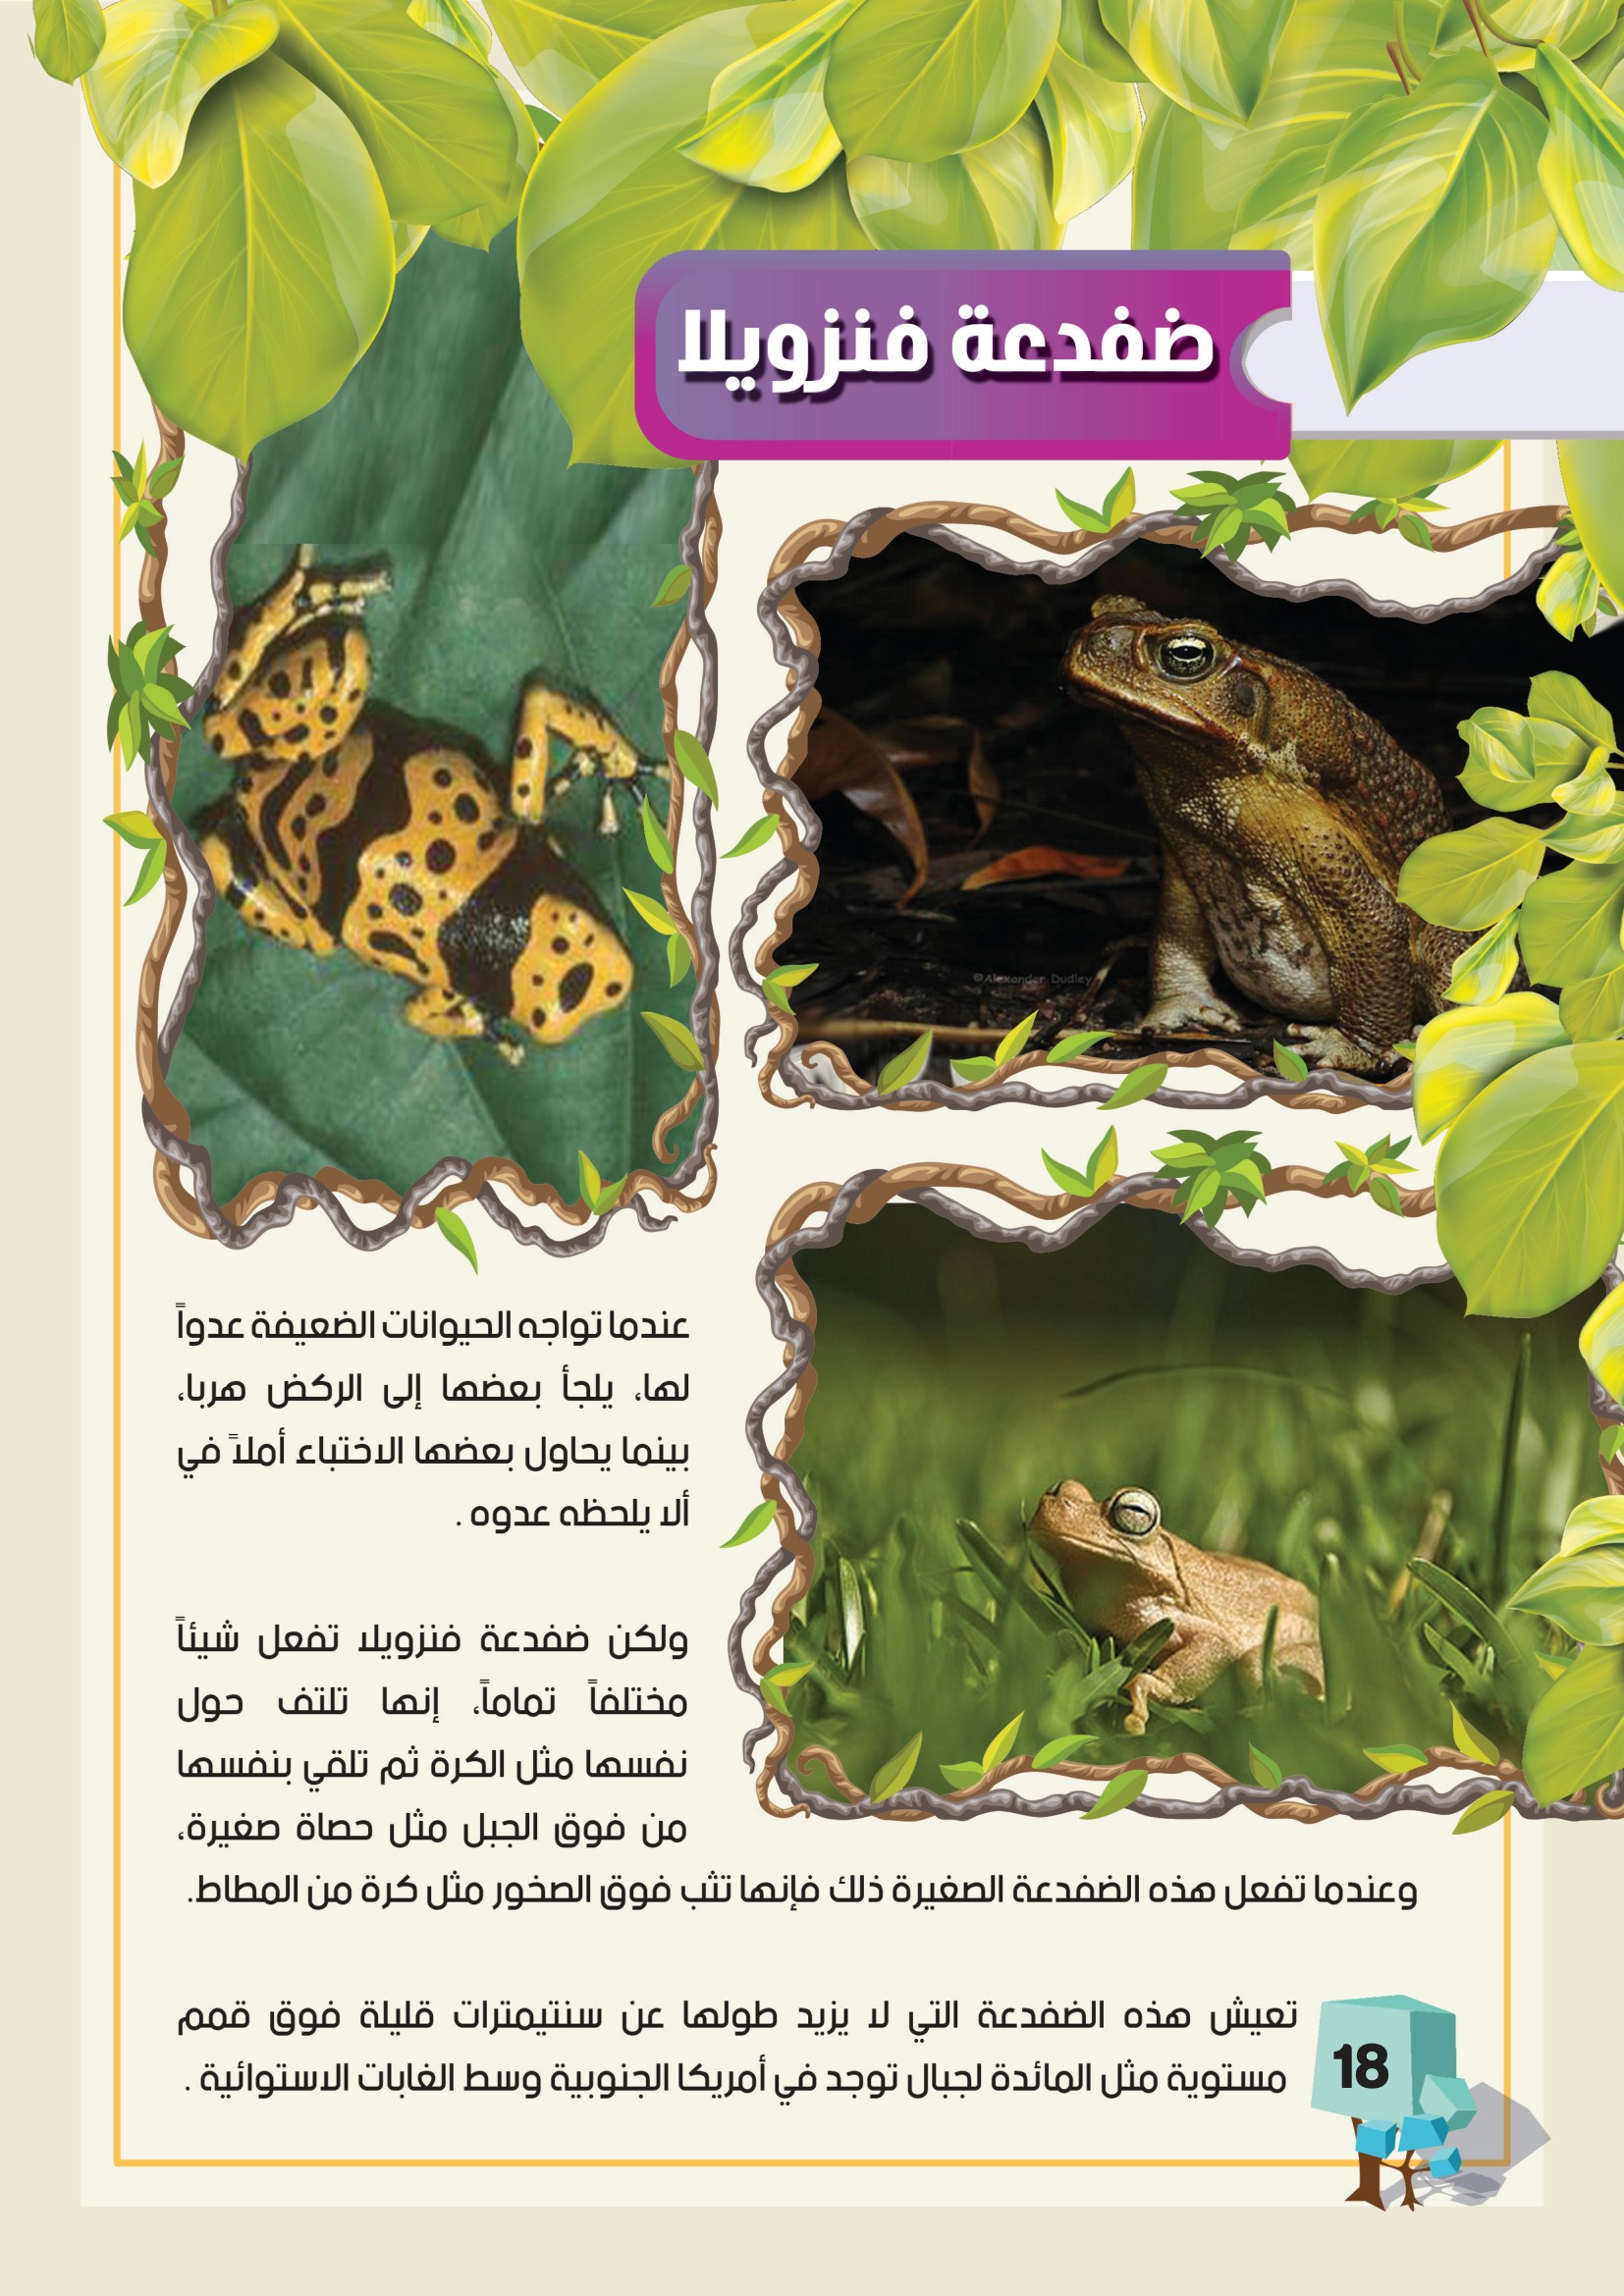 ضفدعة فنزويلا
©Alexander Dudley
عندما تواجه الحيوانات الضعيفة عدواً
لها، يلجأ بعضها إلى الركض هربا،
بينما يحاول بعضها الاختباء أملاً في
ألا يلحظه عدوه .
ولكن ضفدعة فنزويلا تفعل شيئاً
مختلفاً تماماً، إنها تلتف حول
نفسها مثل الكرة ثم تلقي بنفسها
من فوق الجبل مثل حصاة صغيرة،
وعندما تفعل هذه الضفدعة الصغيرة ذلك فإنها تثب فوق الصخور مثل كرة من المطاط.
تعيش هذه الضفدعة التي لا يزيد طولها عن سنتيمترات قليلة فوق قمم
مستوية مثل المائدة لجبال توجد في أمريكا الجنوبية وسط الغابات الاستوائية .
18